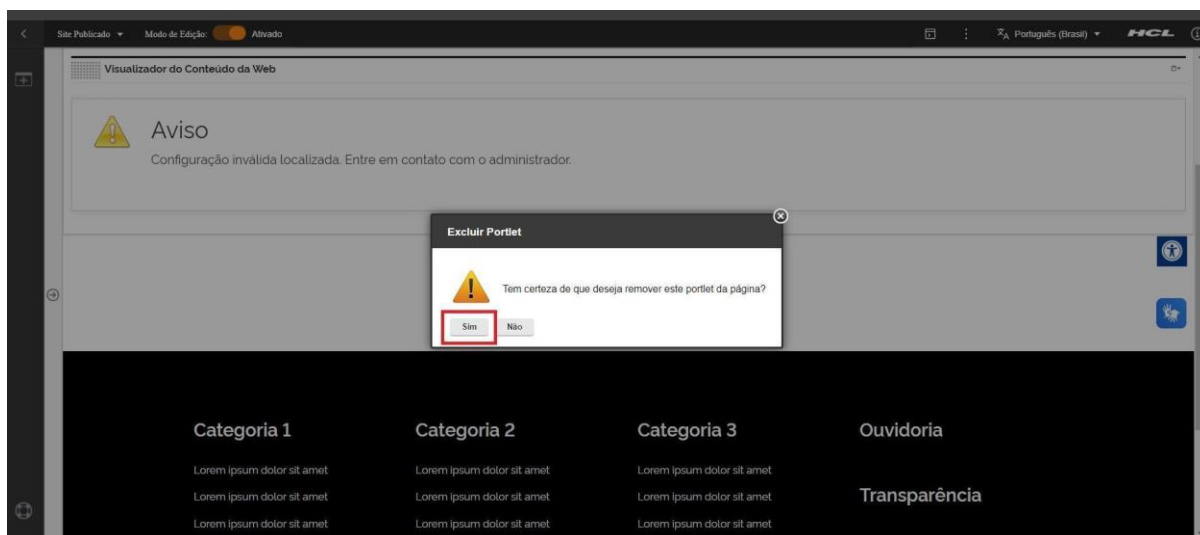 Site Publicado
Modo de Edição:
Ativado
Português (Brasil)
HCL
Visualizador do Conteúdo da Web
Aviso
Configuração inválida localizada. Entre em contato com o administrador.
Excluir Portlet
Tem certeza de que deseja remover este portlet da página?
Sim
Não
Categoria 1
Lorem ipsum dolor sit amet
Lorem ipsum dolor sit amet
Lorem ipsum dolor sit amet
Categoria 2
Lorem ipsum dolor sit amet
Lorem ipsum dolor sit amet
Lorem ipsum dolor sit amet
Categoria 3
Lorem ipsum dolor sit amet
Lorem ipsum dolor sit amet
Lorem ipsum dolor sit amet
Ouvidoria
Transparência